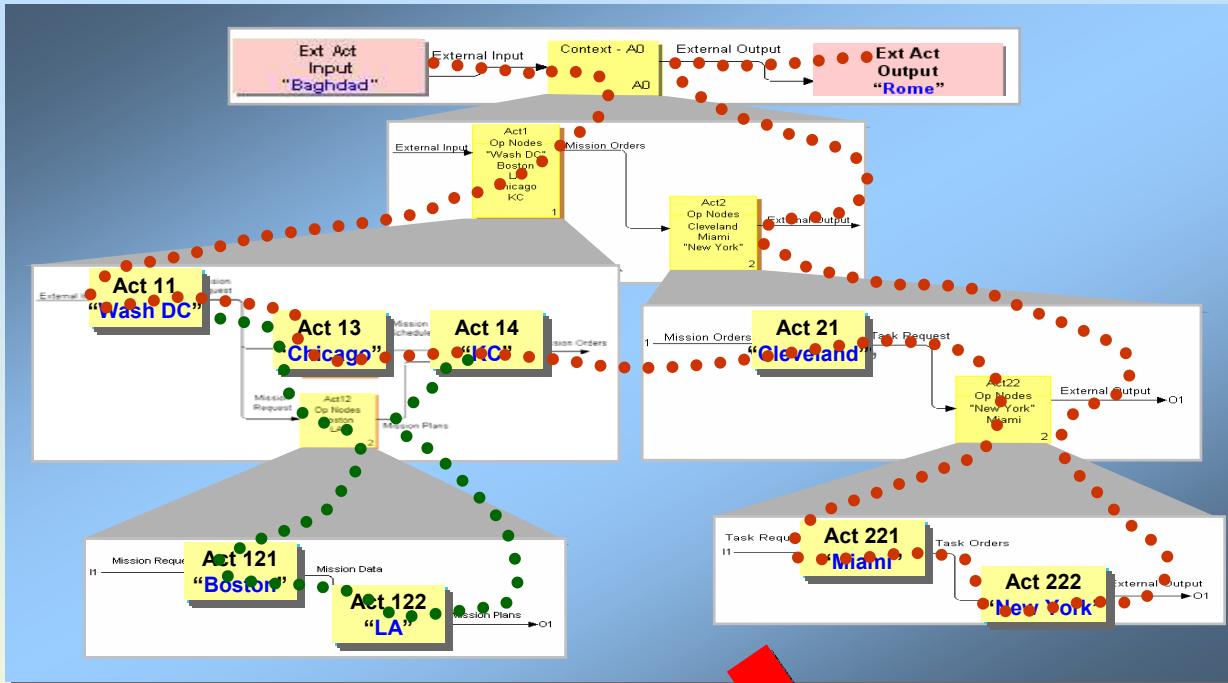 Ext Act
Input
"Baghdad"
External Input
Context - A0
A0
External Output
Ext Act
Output
"Rome"
External Input
Act1
Op Nodes
"Wash DC"
Boston
Chicago
KC
1
Mission Orders
Act2
Op Nodes
Cleveland
Miami
"New York"
2
External Output
External
Act 11
"Wash DC"
Act 13
"Chicago"
Mission
Act 14
"KC"
Orders
Mission
Request
Act12
Op Nodes
Boston
LA
2
Mission Plans
1
Mission Orders
Act 21
"Cleveland"
Task Request
Act22
Op Nodes
"New York"
Miami
2
External Output
O1
I1
Mission
Act 121
"Boston"
Mission Data
Act 122
"LA"
Plans
O1
Task
I1
Act 221
"Miami"
Task Orders
Act 222
"New York"
External Output
O1